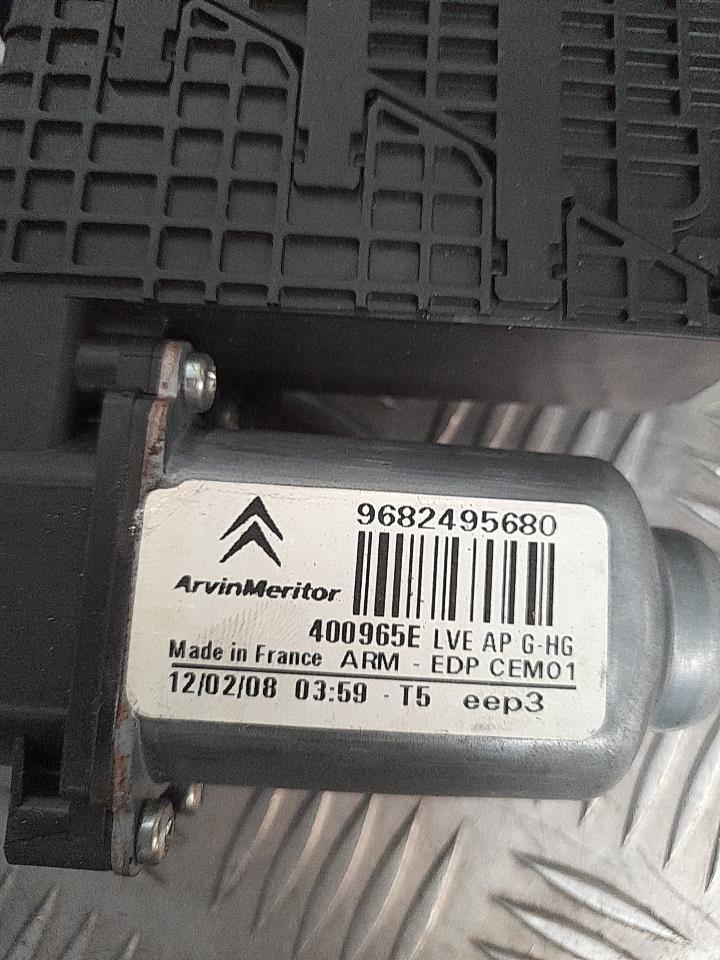 9682495680
ArvinMeritor
400965E LVE AP G-HG
Made in France ARM - EDP CEM01
12/02/08 03:59 - T5 eep3